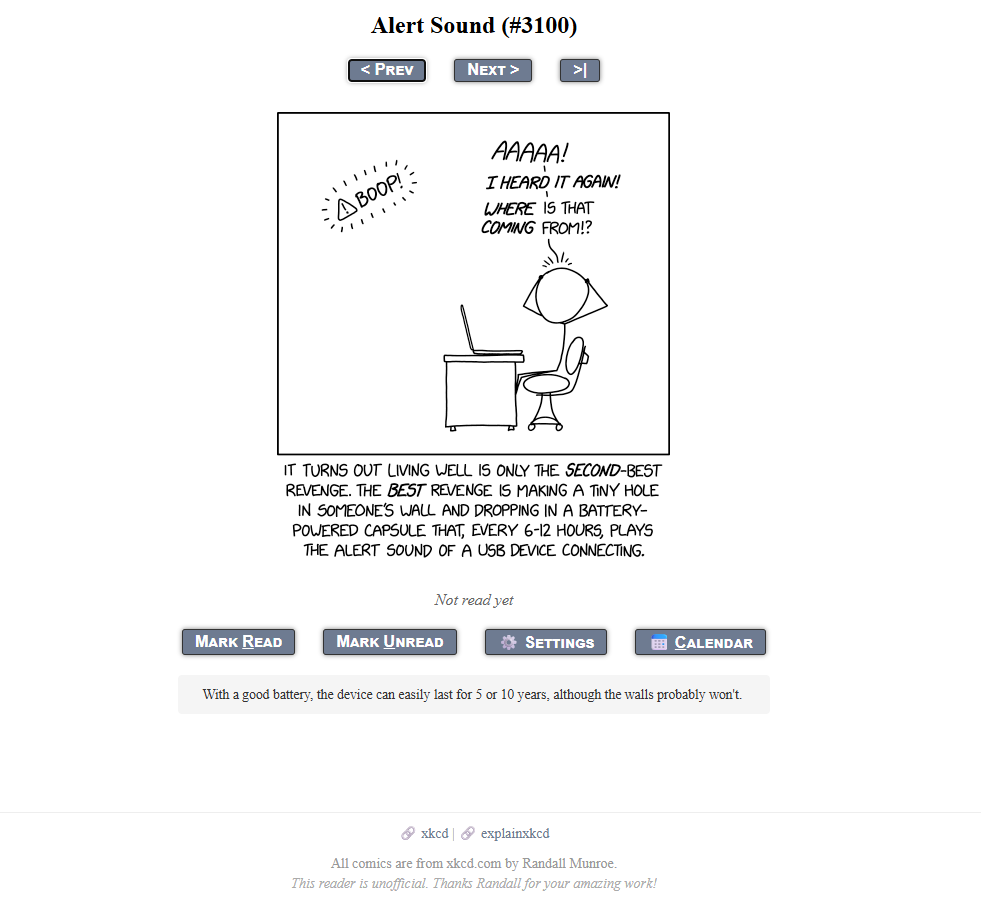 Alert Sound (#3100)
< Prev Next > >|
AAAAA!
I HEARD IT AGAIN!
WHERE IS THAT
COMING FROM!?
BOOP!
IT TURNS OUT LIVING WELL IS ONLY THE SECOND-BEST
REVENGE. THE BEST REVENGE IS MAKING A TINY HOLE
IN SOMEONE'S WALL AND DROPPING IN A BATTERY-
POWERED CAPSULE THAT, EVERY 6-12 HOURS, PLAYS
THE ALERT SOUND OF A USB DEVICE CONNECTING.
Not read yet
Mark Read Mark Unread Settings Calendar
With a good battery, the device can easily last for 5 or 10 years, although the walls probably won't.
xkcd | explainxkcd
All comics are from xkcd.com by Randall Munroe.
This reader is unofficial. Thanks Randall for your amazing work!